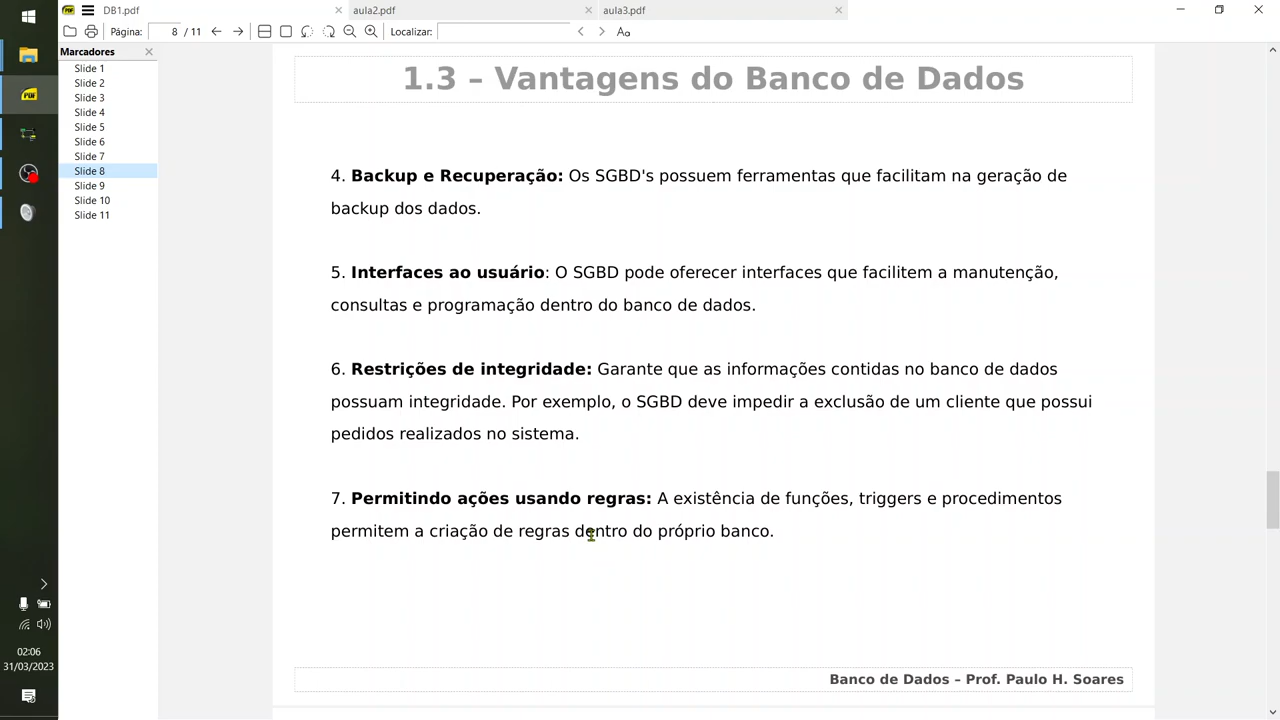 DB1.pdf
aula2.pdf
aula3.pdf
Página: 8 / 11
Localizar:
Marcadores
Slide 1
Slide 2
Slide 3
Slide 4
Slide 5
Slide 6
Slide 7
Slide 8
Slide 9
Slide 10
Slide 11
1.3 – Vantagens do Banco de Dados
4. Backup e Recuperação: Os SGBD's possuem ferramentas que facilitam na geração de
backup dos dados.
5. Interfaces ao usuário: O SGBD pode oferecer interfaces que facilitem a manutenção,
consultas e programação dentro do banco de dados.
6. Restrições de integridade: Garante que as informações contidas no banco de dados
possuam integridade. Por exemplo, o SGBD deve impedir a exclusão de um cliente que possui
pedidos realizados no sistema.
7. Permitindo ações usando regras: A existência de funções, triggers e procedimentos
permitem a criação de regras dentro do próprio banco.
Banco de Dados – Prof. Paulo H. Soares
02:06
31/03/2023